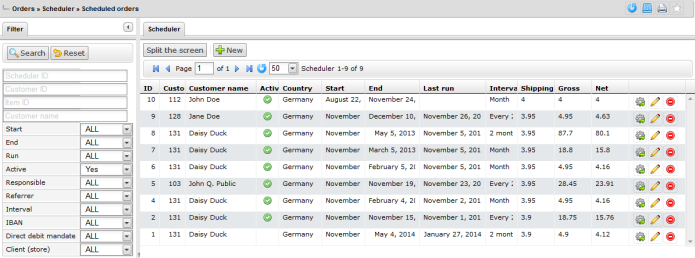 Orders » Scheduler » Scheduled orders
Filter
Search Reset
Scheduler ID
Customer ID
Item ID
Customer name
Start ALL
End ALL
Run ALL
Active Yes
Responsible ALL
Referrer ALL
Interval ALL
IBAN ALL
Direct debit mandate ALL
Client (store) ALL
Scheduler
Split the screen New
Page 1 of 1 50 Scheduler 1-9 of 9
ID Custo Customer name Activ Country Start End Last run Interva Shipping Gross Net
10 112 John Doe Germany August 22, November 24, Month 4 4 4
9 128 Jane Doe Germany November November 10, November 26, 20 Every 3.95 4.95 4.63
8 131 Daisy Duck Germany November May 5, 2013 November 5, 201 2 mont 3.95 87.7 80.1
7 131 Daisy Duck Germany November March 5, 2013 November 5, 201 Month 3.95 18.8 15.8
6 131 Daisy Duck Germany November February 5, 20 November 5, 201 Month 3.95 4.95 4.16
5 103 John Q. Public Germany November November 19, November 23, 20 Every 3.95 28.45 23.91
4 131 Daisy Duck Germany November February 4, 20 November 2, 201 Month 3.95 4.95 4.16
2 131 Daisy Duck Germany November November 15, November 1, 201 Every 3.9 18.75 15.76
1 131 Daisy Duck Germany November May 4, 2014 January 27, 2014 2 mont 3.9 4.9 4.12